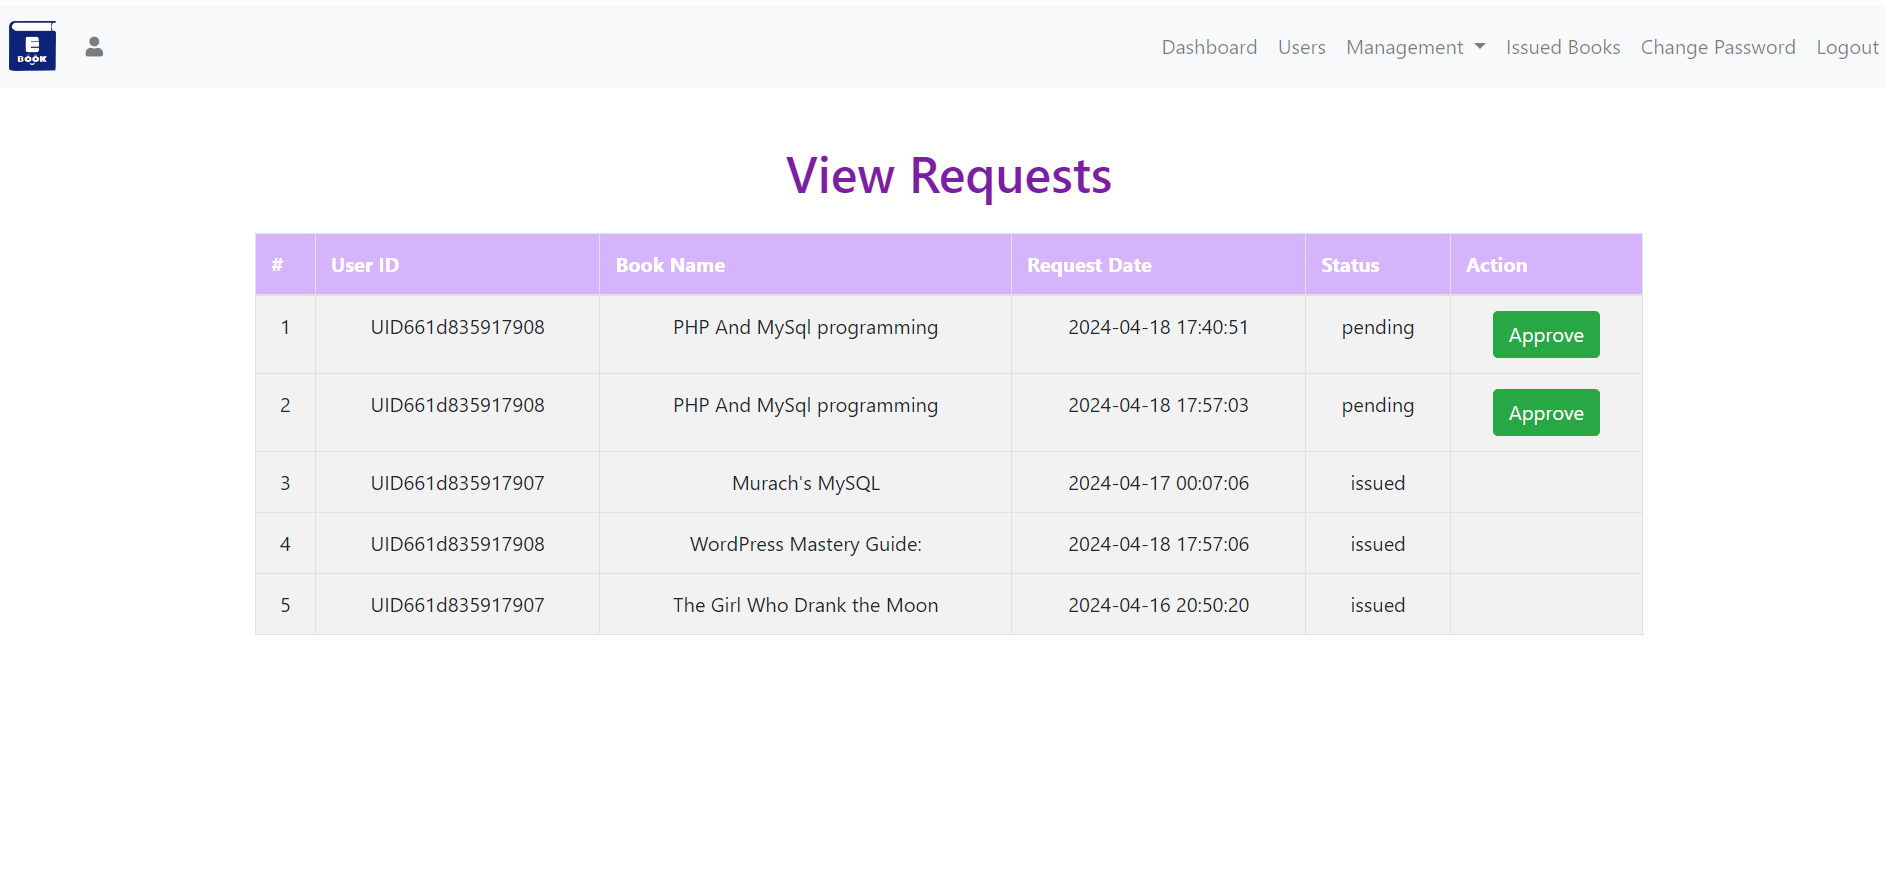 E
BOOK
Dashboard Users Management Issued Books Change Password Logout
View Requests
# User ID Book Name Request Date Status Action
1 UID661d835917908 PHP And MySql programming 2024-04-18 17:40:51 pending Approve
2 UID661d835917908 PHP And MySql programming 2024-04-18 17:57:03 pending Approve
3 UID661d835917907 Murach's MySQL 2024-04-17 00:07:06 issued
4 UID661d835917908 WordPress Mastery Guide: 2024-04-18 17:57:06 issued
5 UID661d835917907 The Girl Who Drank the Moon 2024-04-16 20:50:20 issued